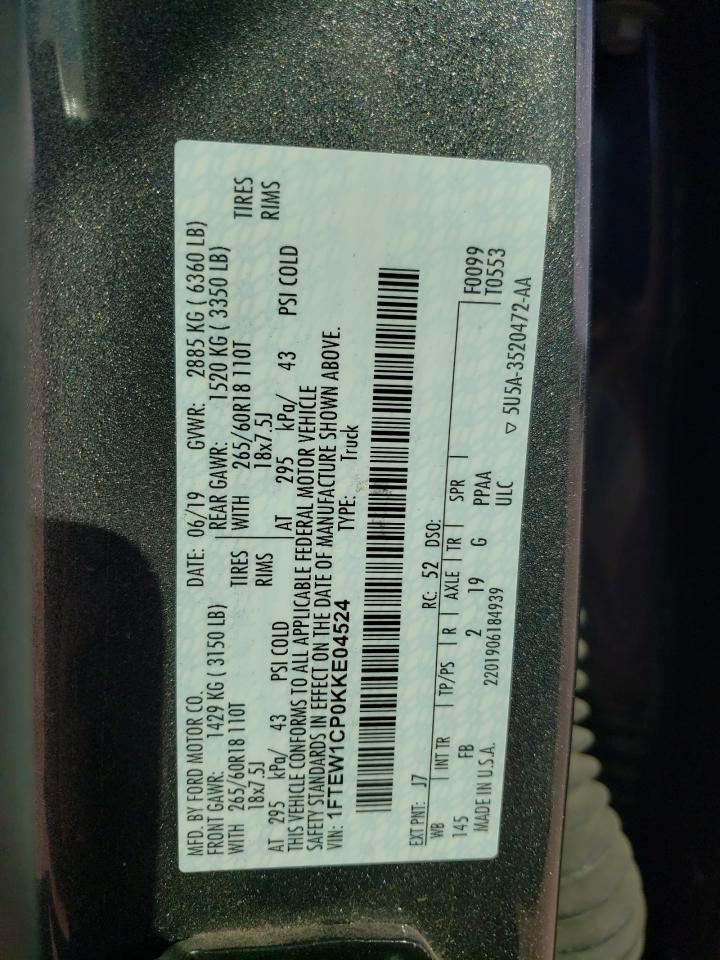 MFD. BY FORD MOTOR CO. DATE: 06/19 GVWR: 2885 KG ( 6360 LB)
FRONT GAWR: 1429 KG ( 3150 LB) REAR GAWR: 1520 KG ( 3350 LB)
WITH 265/60R18 110T TIRES WITH 265/60R18 110T TIRES
18x7.5J RIMS 18x7.5J RIMS
AT 295 kPa/ 43 PSI COLD AT 295 kPa/ 43 PSI COLD
THIS VEHICLE CONFORMS TO ALL APPLICABLE FEDERAL MOTOR VEHICLE
SAFETY STANDARDS IN EFFECT ON THE DATE OF MANUFACTURE SHOWN ABOVE.
VIN: 1FTEW1CP0KKE04524 TYPE: Truck
EXT PNT: J7 RC: 52 DSO:
WB INT TR TP/PS R AXLE TR SPR F0099
145 FB 2 19 G PPAA T0553
MADE IN U.S.A. 2201906184939 ULC
▽ 5U5A-3520472-AA